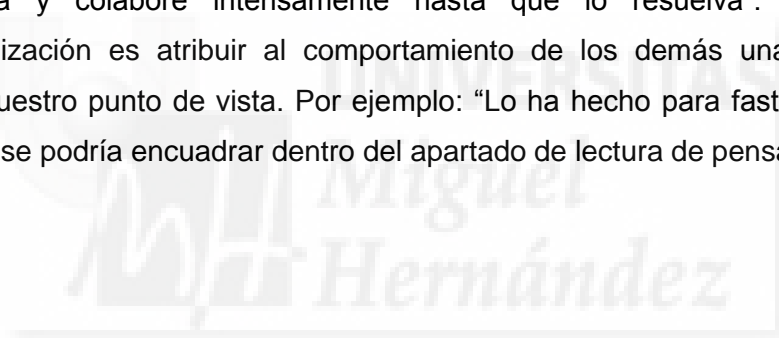 y colabore intensamente hasta que lo resuelva”.
ización es atribuir al comportamiento de los demás una
uestro punto de vista. Por ejemplo: “Lo ha hecho para fast
se podría encuadrar dentro del apartado de lectura de pensa
UNIVERSITAS
Miguel
Hernández